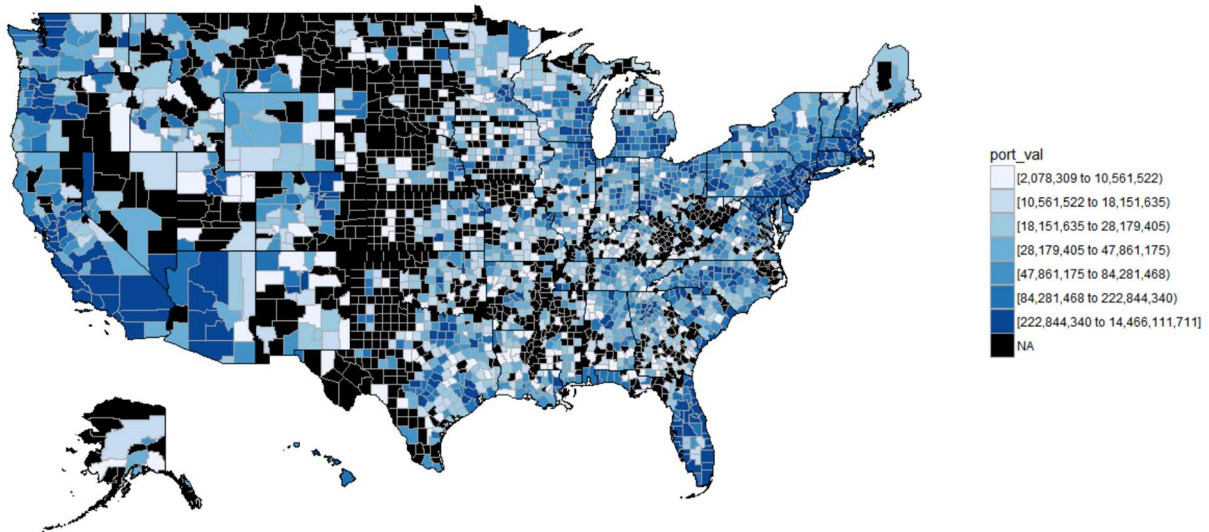 port_val
[2,078,309 to 10,561,522)
[10,561,522 to 18,151,635)
[18,151,635 to 28,179,405)
[28,179,405 to 47,861,175)
[47,861,175 to 84,281,468)
[84,281,468 to 222,844,340)
[222,844,340 to 14,466,111,711]
NA